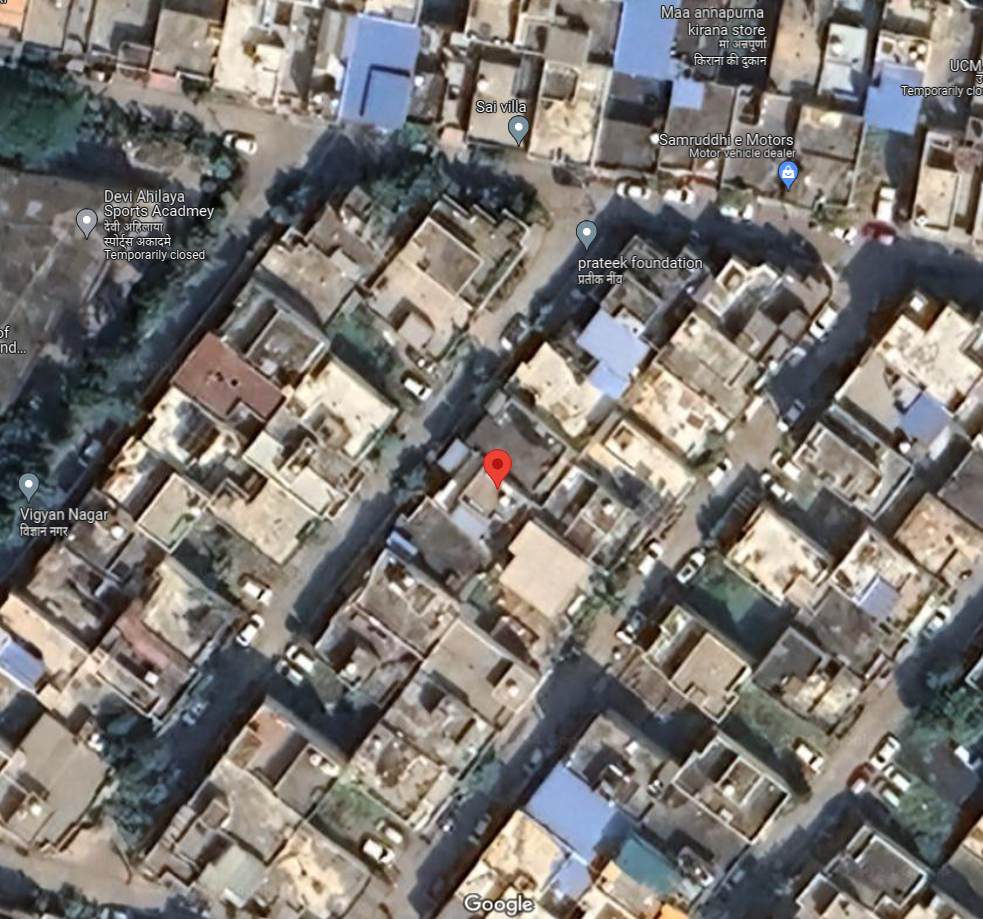 Maa annapurna
kirana store
मां अन्नपूर्णा
किराना की दुकान
UCM
Temporarily clo
Sai villa
Samruddhi e Motors
Motor vehicle dealer
Devi Ahilaya
Sports Acadmey
देवी अहिलाया
स्पोर्ट्स अकादमे
Temporarily closed
prateek foundation
प्रतीक नींव
of
nd...
Vigyan Nagar
विज्ञान नगर
Google